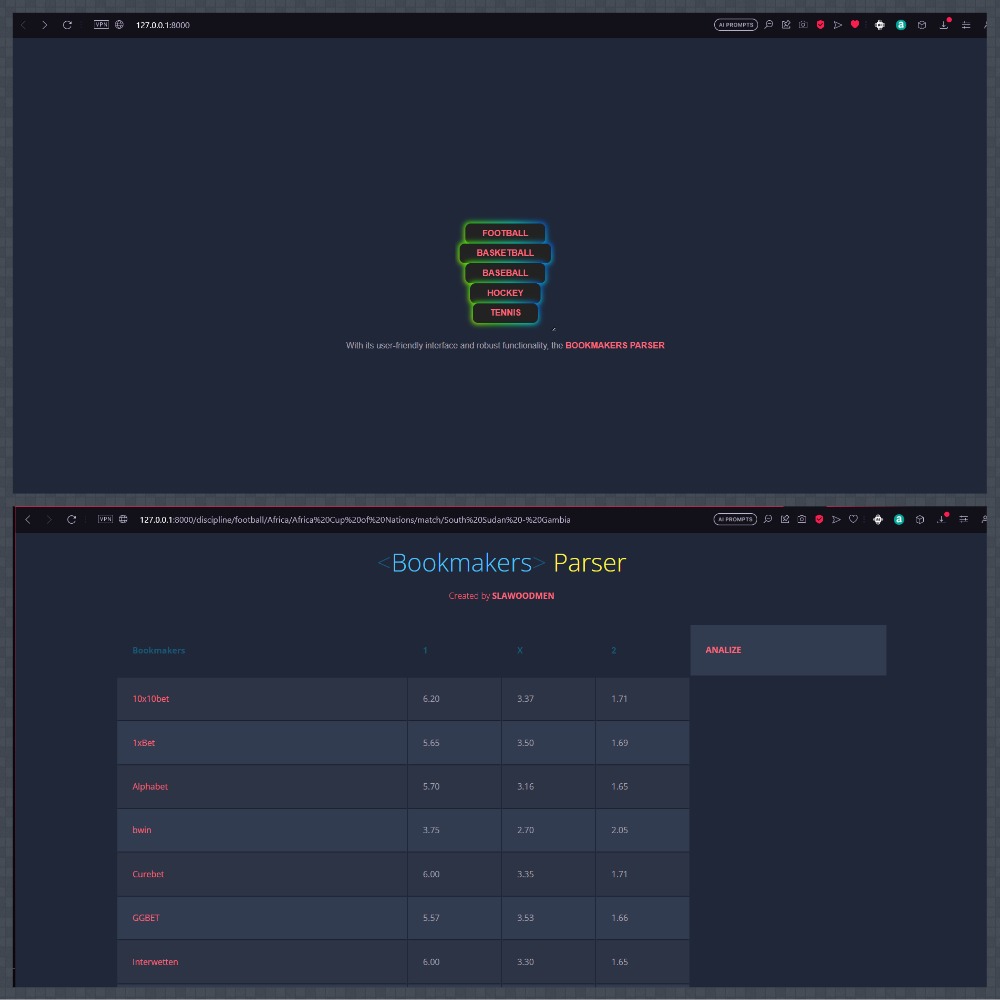 VPN 127.0.0.1:8000 AI PROMPTS
FOOTBALL
BASKETBALL
BASEBALL
HOCKEY
TENNIS
With its user-friendly interface and robust functionality, the BOOKMAKERS PARSER
VPN 127.0.0.1:8000/discipline/football/Africa/Africa%20Cup%20of%20Nations/match/South%20Sudan%20-%20Gambia AI PROMPTS
<Bookmakers> Parser
Created by SLAWOODMEN
Bookmakers 1 X 2 ANALIZE
10x10bet 6.20 3.37 1.71
1xBet 5.65 3.50 1.69
Alphabet 5.70 3.16 1.65
bwin 3.75 2.70 2.05
Curebet 6.00 3.35 1.71
GGBET 5.57 3.53 1.66
Interwetten 6.00 3.30 1.65